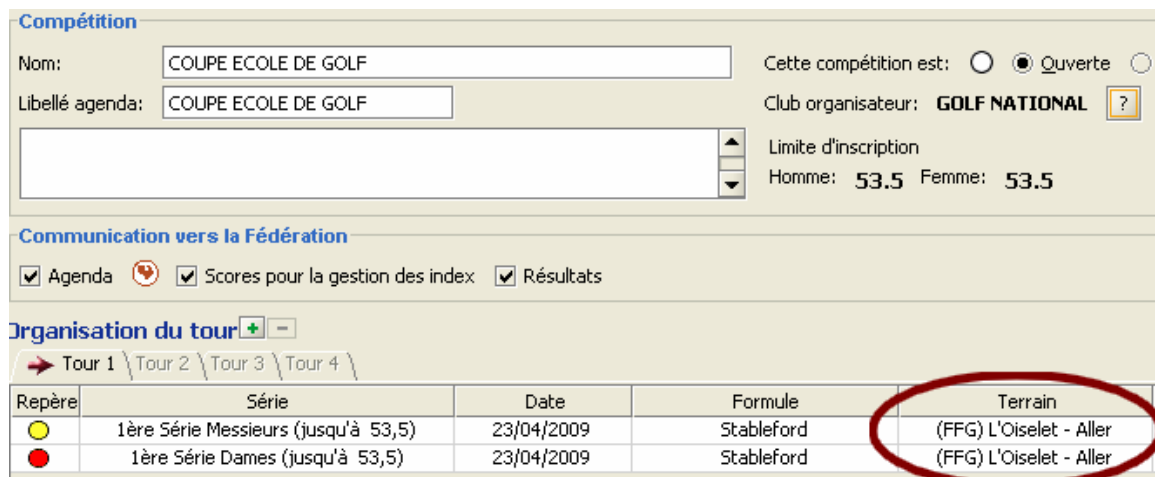 Compétition
Nom: COUPE ECOLE DE GOLF Cette compétition est: Ouverte
Libellé agenda: COUPE ECOLE DE GOLF Club organisateur: GOLF NATIONAL ?
Limite d'inscription
Homme: 53.5 Femme: 53.5
Communication vers la Fédération
Agenda Scores pour la gestion des index Résultats
Organisation du tour + -
Tour 1 Tour 2 Tour 3 Tour 4
Repère Série Date Formule Terrain
1ère Série Messieurs (jusqu'à 53,5) 23/04/2009 Stableford (FFG) L'Oiselet - Aller
1ère Série Dames (jusqu'à 53,5) 23/04/2009 Stableford (FFG) L'Oiselet - Aller